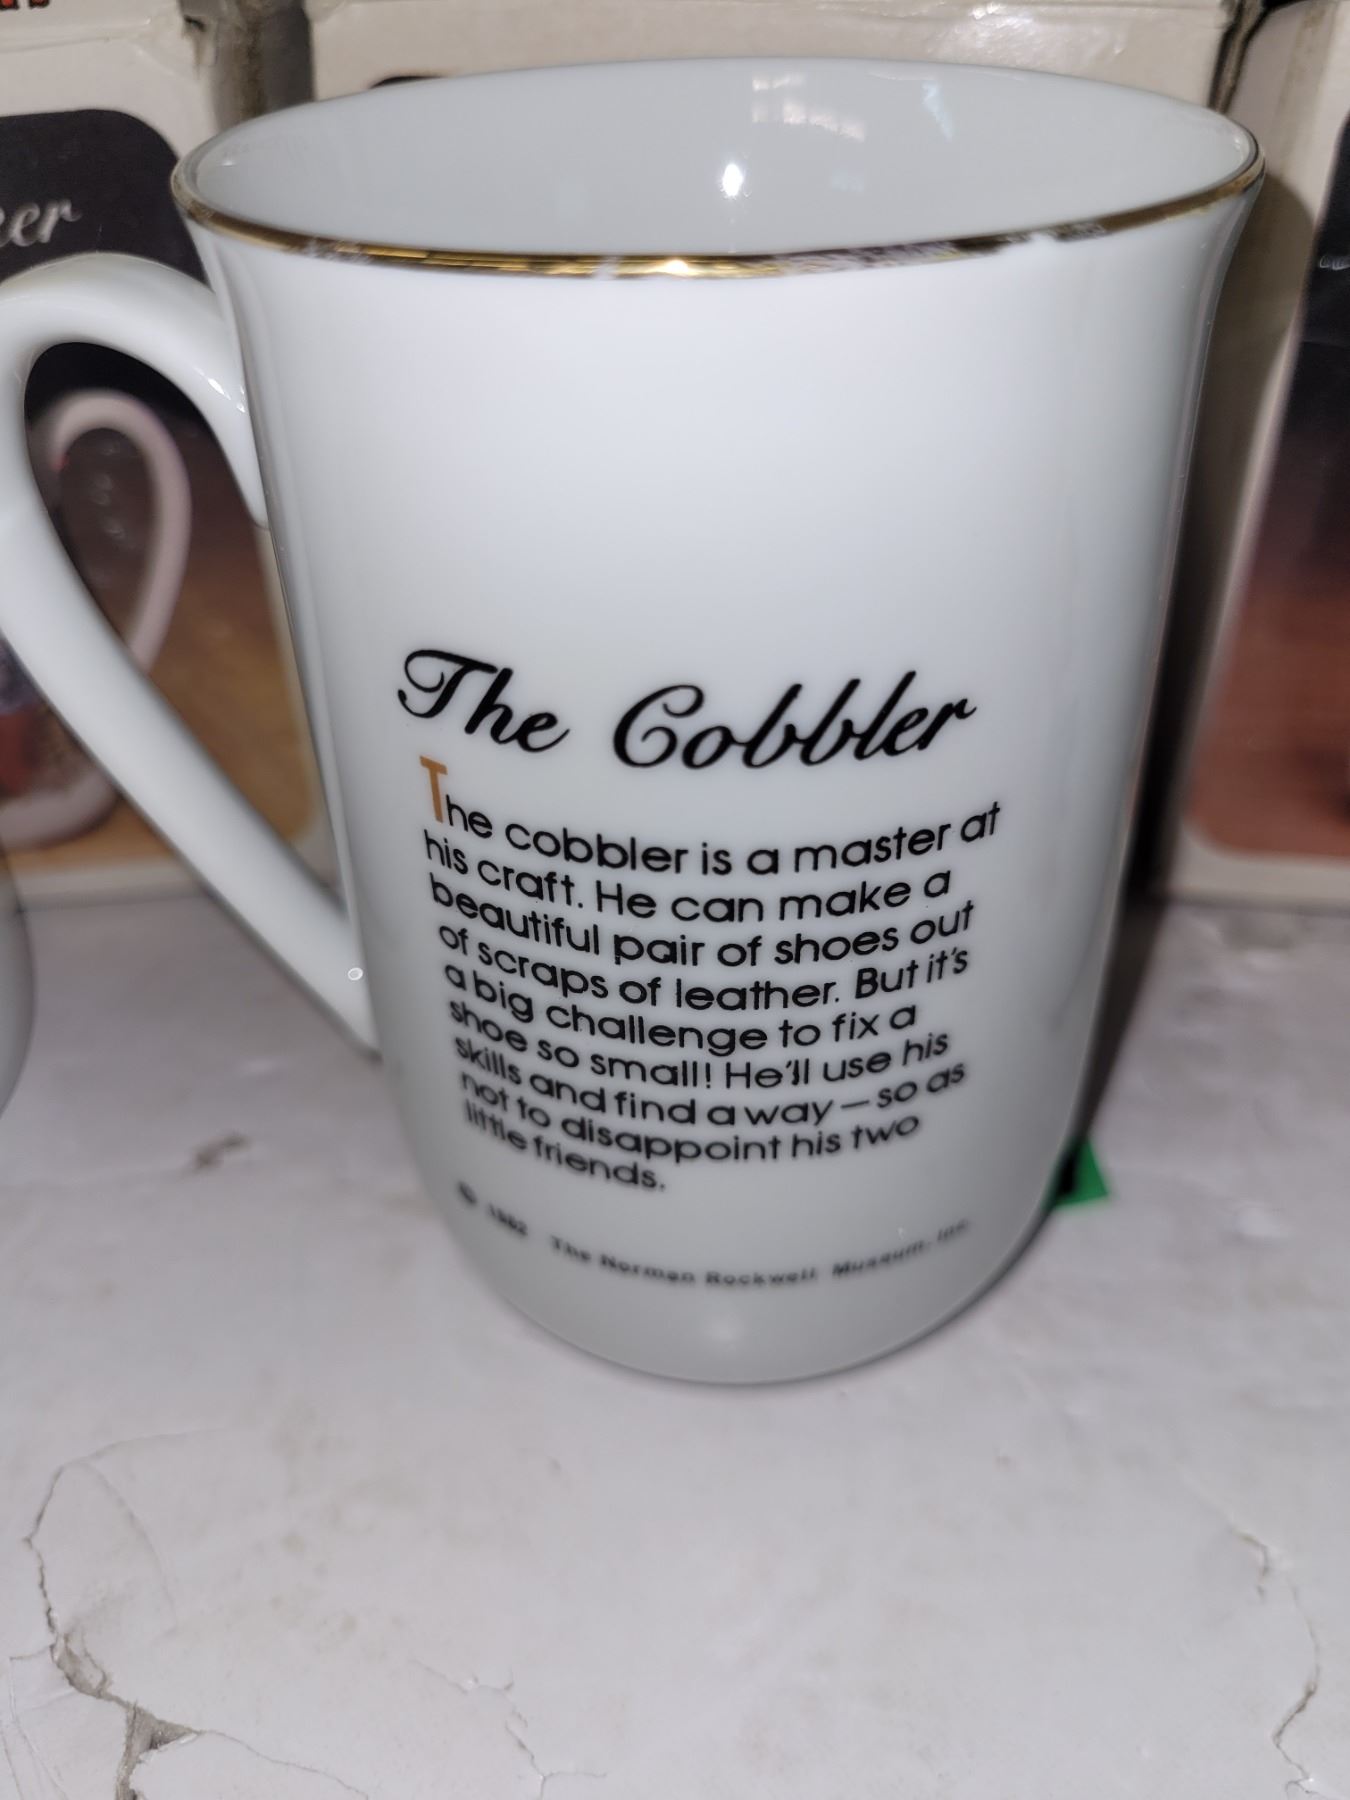 er
The Cobbler
The cobbler is a master at
his craft. He can make a
beautiful pair of shoes out
of scraps of leather. But it's
a big challenge to fix a
shoe so small! He'll use his
skills and find a way — so as
not to disappoint his two
little friends.
© 1982 The Norman Rockwell Museum, Inc.